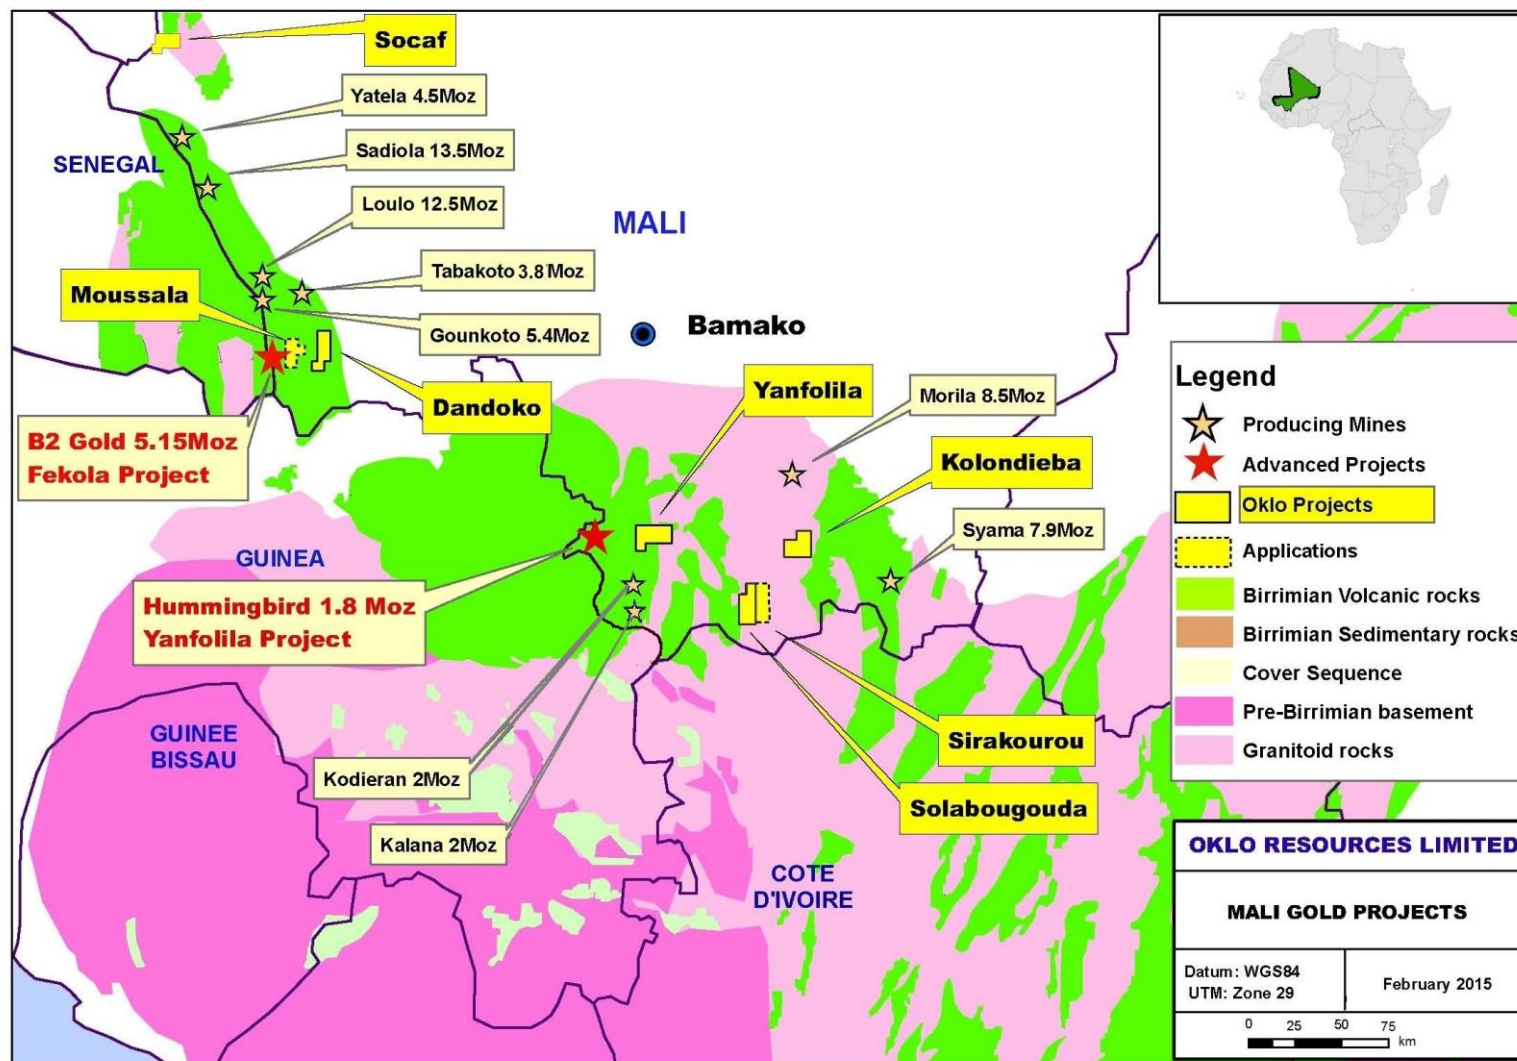 Socaf
Yatela 4.5Moz
Sadiola 13.5Moz
SENEGAL
Loulo 12.5Moz
MALI
Tabakoto 3.8Moz
Moussala
Gounkoto 5.4Moz
Bamako
Dandoko
Yanfolila
Morila 8.5Moz
B2 Gold 5.15Moz
Fekola Project
Kolondieba
Syama 7.9Moz
GUINEA
Hummingbird 1.8 Moz
Yanfolila Project
GUINEE
BISSAU
Sirakourou
Kodieran 2Moz
Solabougouda
Kalana 2Moz
COTE
D'IVOIRE
Legend
Producing Mines
Advanced Projects
Oklo Projects
Applications
Birrimian Volcanic rocks
Birrimian Sedimentary rocks
Cover Sequence
Pre-Birrimian basement
Granitoid rocks
OKLO RESOURCES LIMITED
MALI GOLD PROJECTS
Datum: WGS84
UTM: Zone 29
February 2015
0 25 50 75
km